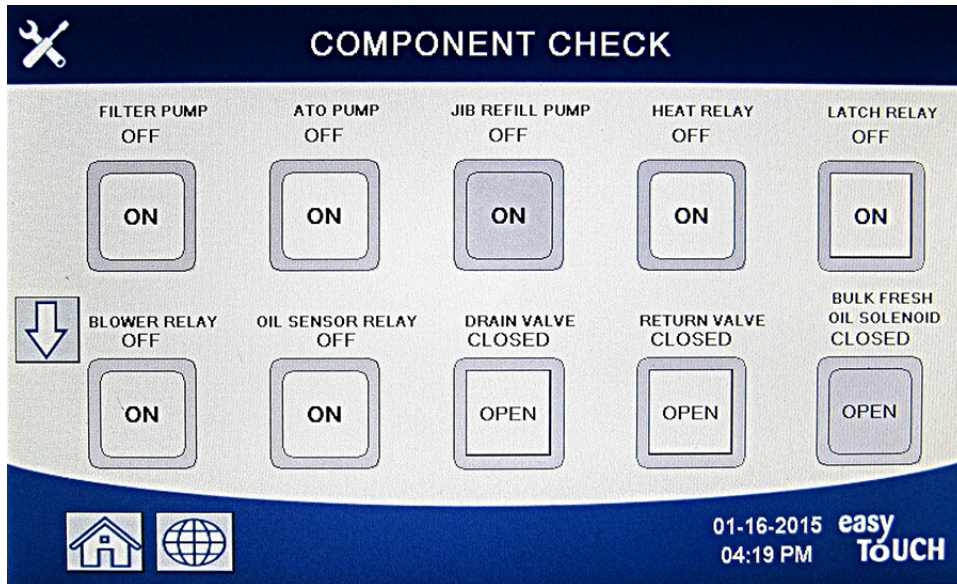 COMPONENT CHECK
FILTER PUMP
OFF
ON
ATO PUMP
OFF
ON
JIB REFILL PUMP
OFF
ON
HEAT RELAY
OFF
ON
LATCH RELAY
OFF
ON
BLOWER RELAY
OFF
ON
OIL SENSOR RELAY
OFF
ON
DRAIN VALVE
CLOSED
OPEN
RETURN VALVE
CLOSED
OPEN
BULK FRESH
OIL SOLENOID
CLOSED
OPEN
01-16-2015
04:19 PM
easy
TOUCH